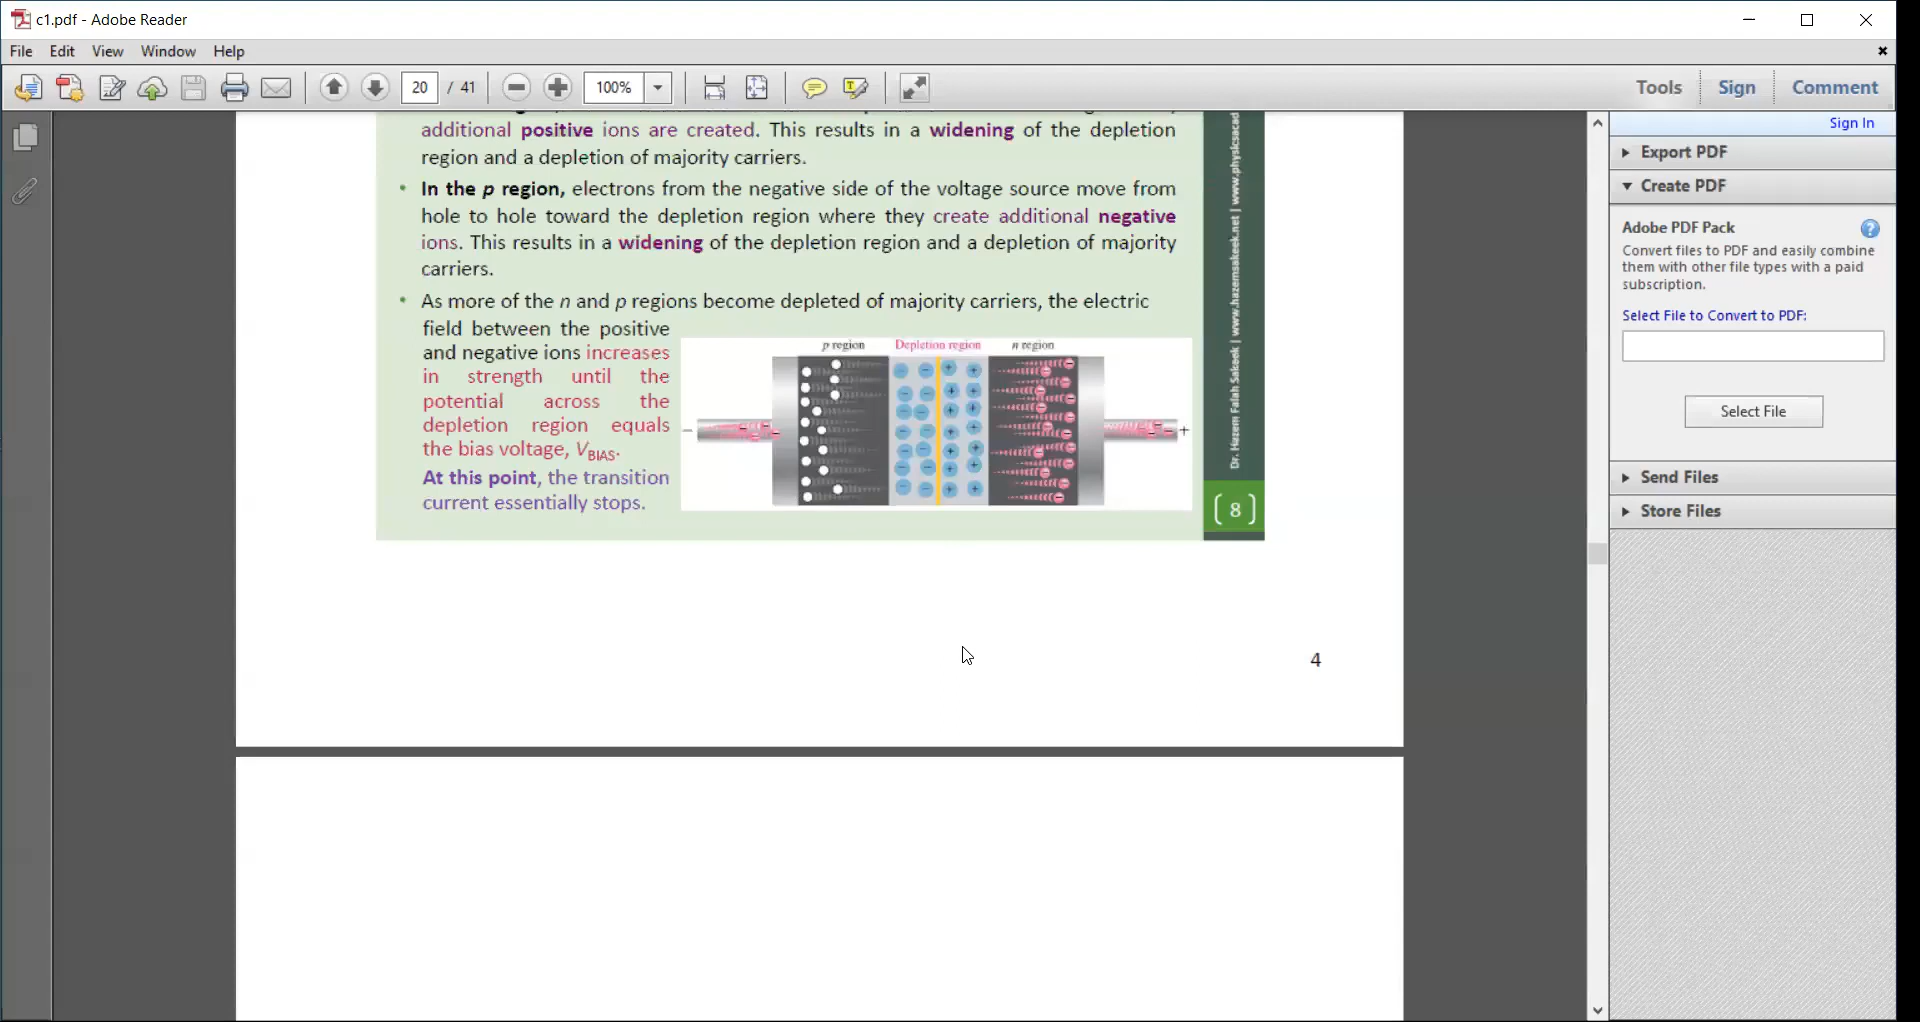 c1.pdf - Adobe Reader
File Edit View Window Help
20 / 41 100% Tools Sign Comment
Sign In
Export PDF
Create PDF
Adobe PDF Pack
Convert files to PDF and easily combine
them with other file types with a paid
subscription.
Select File to Convert to PDF:
Select File
Send Files
Store Files
additional positive ions are created. This results in a widening of the depletion
region and a depletion of majority carriers.
• In the p region, electrons from the negative side of the voltage source move from
hole to hole toward the depletion region where they create additional negative
ions. This results in a widening of the depletion region and a depletion of majority
carriers.
• As more of the n and p regions become depleted of majority carriers, the electric
field between the positive
and negative ions increases
in strength until the
potential across the
depletion region equals
the bias voltage, VBIAS.
At this point, the transition
current essentially stops.
p region Depletion region n region
Dr. Hazem Falah Sakeek | www.hazemsakeek.net | www.physicsacad
[ 8 ]
4